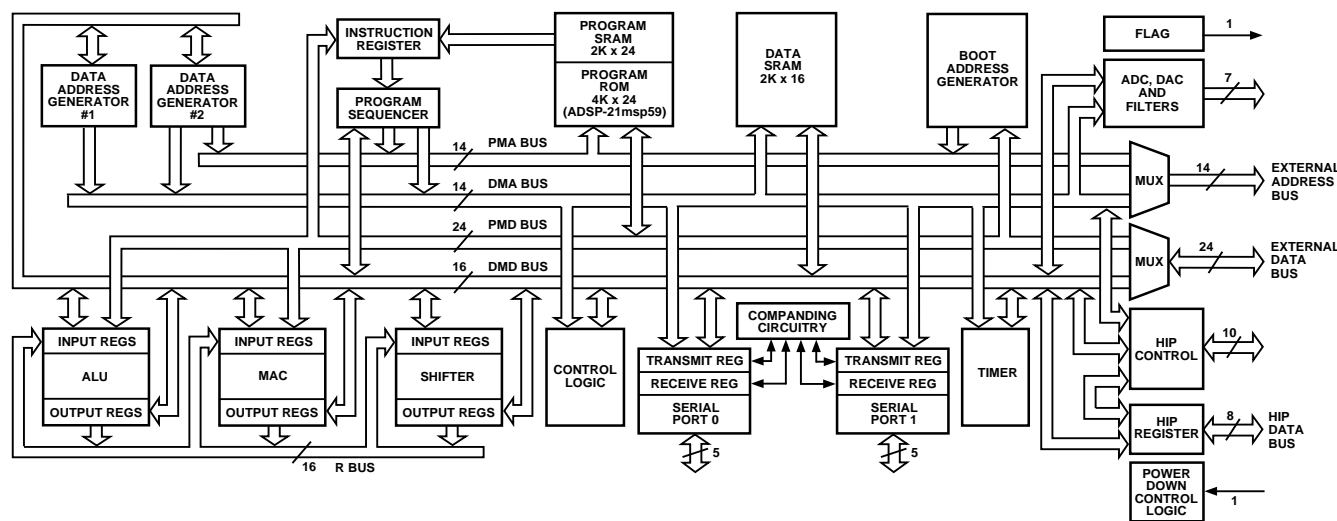 INSTRUCTION
REGISTER
PROGRAM
SRAM
2K x 24
PROGRAM
ROM
4K x 24
(ADSP-21msp59)
DATA
SRAM
2K x 16
BOOT
ADDRESS
GENERATOR
FLAG
1
DATA
ADDRESS
GENERATOR
#1
DATA
ADDRESS
GENERATOR
#2
PROGRAM
SEQUENCER
ADC, DAC
AND
FILTERS
7
14
PMA BUS
14
DMA BUS
24
PMD BUS
16
DMD BUS
MUX
14
EXTERNAL
ADDRESS
BUS
MUX
24
EXTERNAL
DATA
BUS
INPUT REGS
ALU
OUTPUT REGS
INPUT REGS
MAC
OUTPUT REGS
INPUT REGS
SHIFTER
OUTPUT REGS
16
R BUS
CONTROL
LOGIC
COMPANDING
CIRCUITRY
TRANSMIT REG
RECEIVE REG
SERIAL
PORT 0
5
TRANSMIT REG
RECEIVE REG
SERIAL
PORT 1
5
TIMER
HIP
CONTROL
10
HIP
REGISTER
8
HIP
DATA
BUS
POWER
DOWN
CONTROL
LOGIC
1